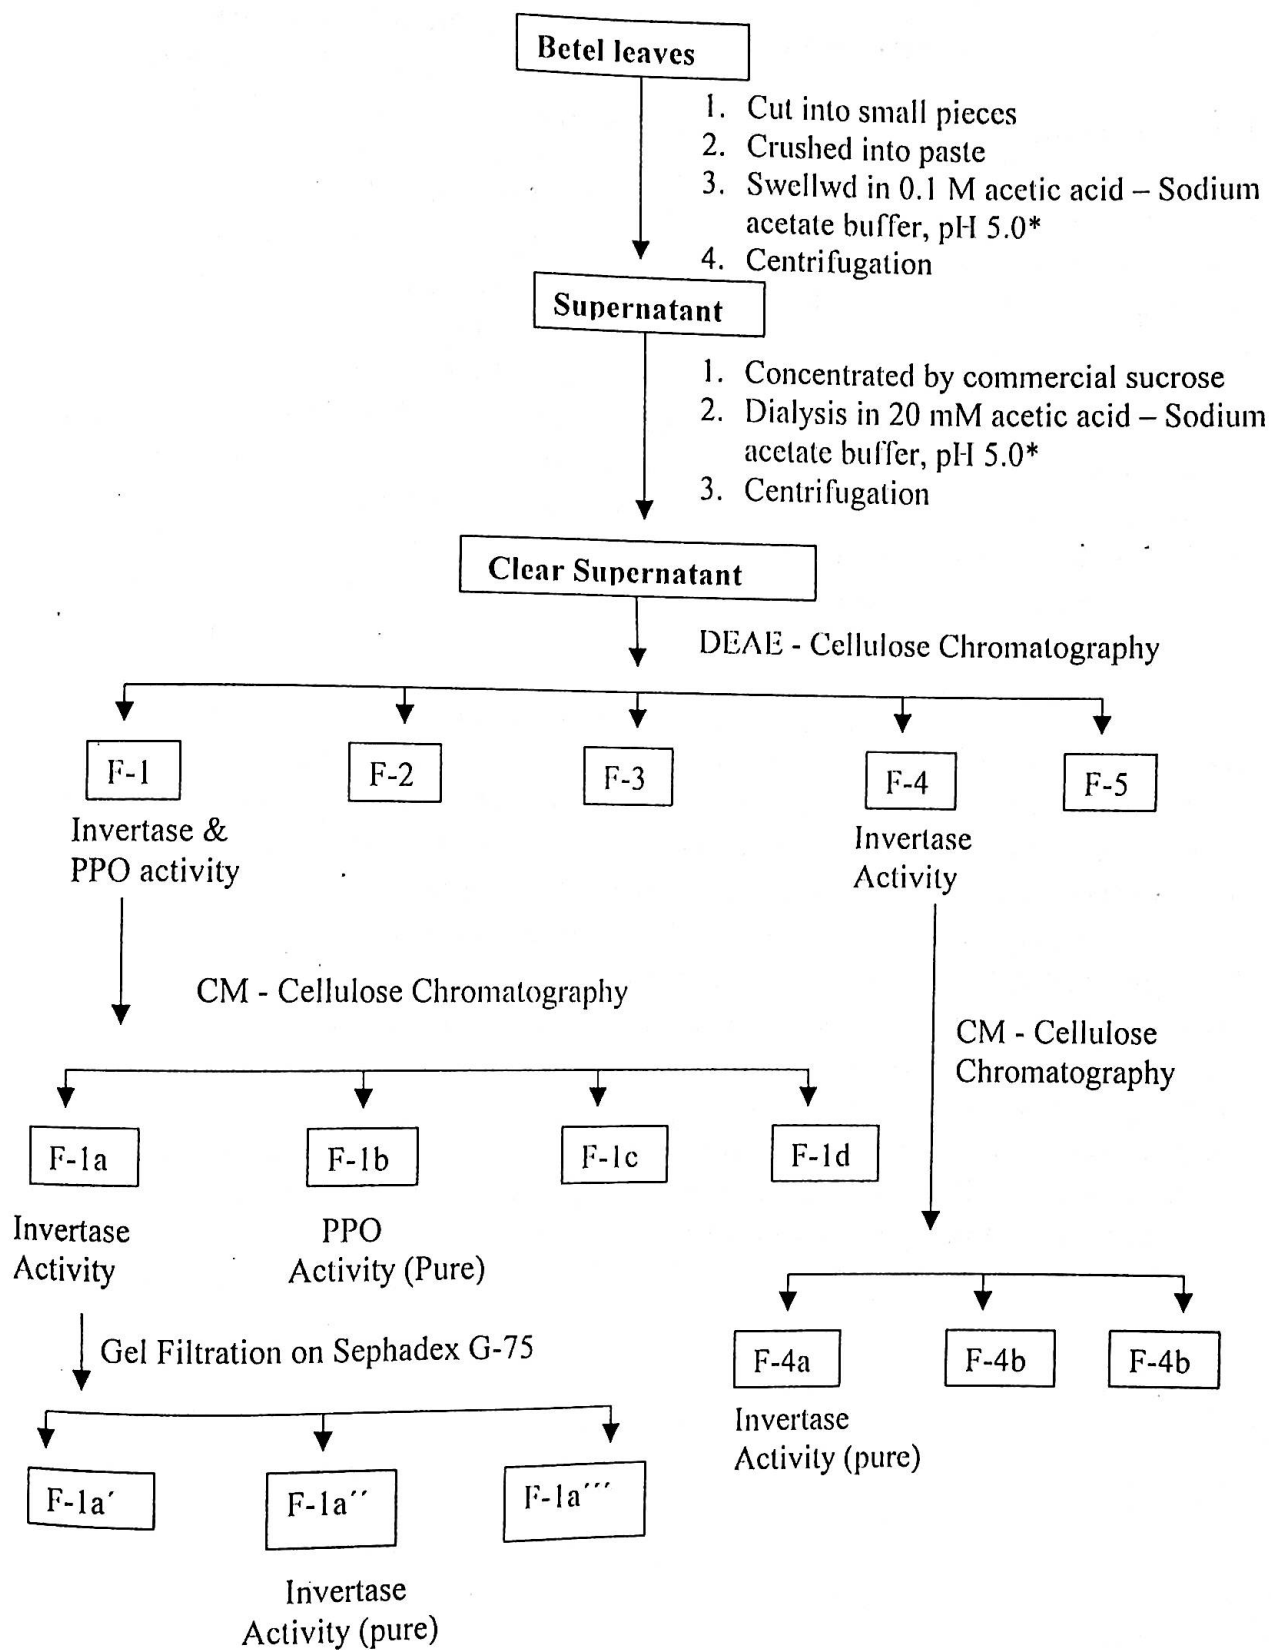 Betel leaves
1. Cut into small pieces
2. Crushed into paste
3. Swellwd in 0.1 M acetic acid – Sodium
acetate buffer, pH 5.0*
4. Centrifugation
Supernatant
1. Concentrated by commercial sucrose
2. Dialysis in 20 mM acetic acid – Sodium
acetate buffer, pH 5.0*
3. Centrifugation
Clear Supernatant
DEAE - Cellulose Chromatography
F-1
F-2
F-3
F-4
F-5
Invertase &
PPO activity
Invertase
Activity
CM - Cellulose Chromatography
CM - Cellulose
Chromatography
F-1a
F-1b
F-1c
F-1d
Invertase
Activity
PPO
Activity (Pure)
Gel Filtration on Sephadex G-75
F-4a
F-4b
F-4b
Invertase
Activity (pure)
F-1a´
F-1a´´
F-1a´´´
Invertase
Activity (pure)